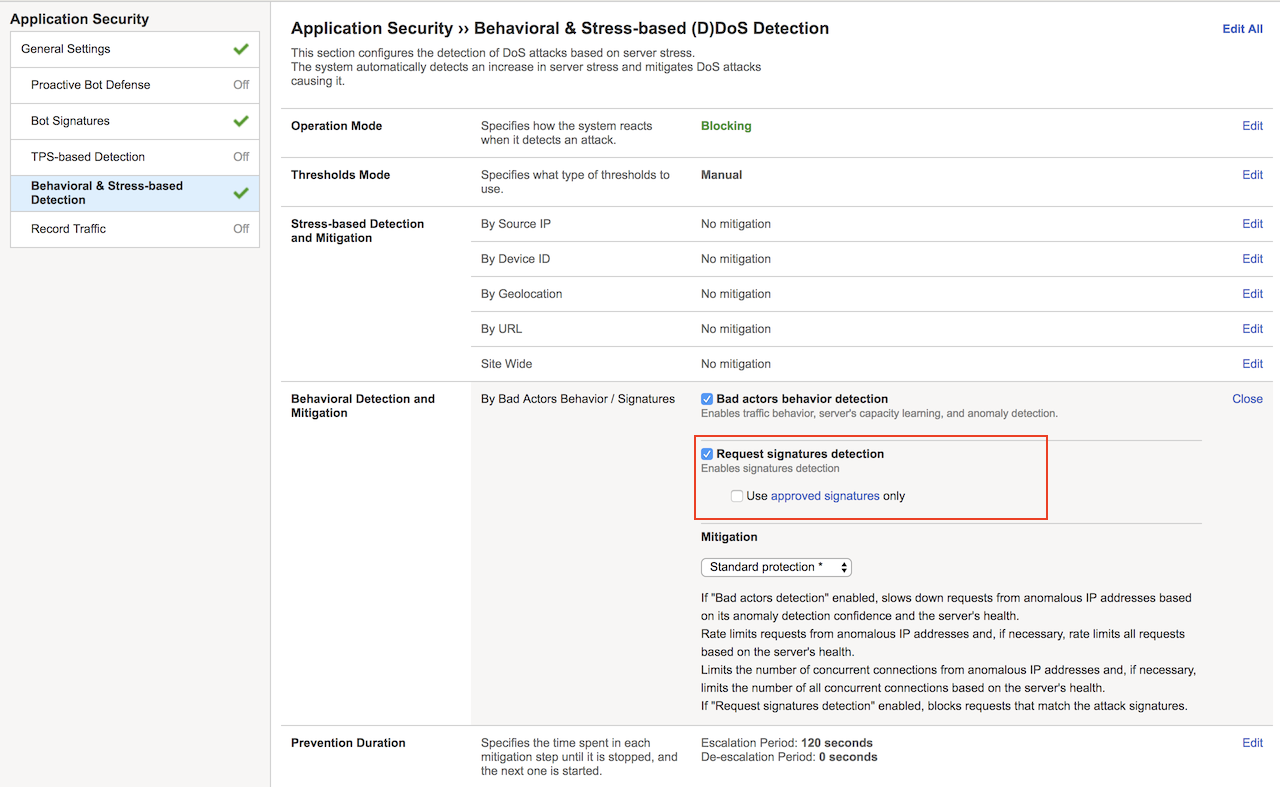 Application Security
General Settings
Proactive Bot Defense Off
Bot Signatures
TPS-based Detection Off
Behavioral & Stress-based
Detection
Record Traffic Off
Application Security ›› Behavioral & Stress-based (D)DoS Detection
Edit All
This section configures the detection of DoS attacks based on server stress.
The system automatically detects an increase in server stress and mitigates DoS attacks
causing it.
Operation Mode
Specifies how the system reacts
when it detects an attack.
Blocking
Edit
Thresholds Mode
Specifies what type of thresholds to
use.
Manual
Edit
Stress-based Detection
and Mitigation
By Source IP No mitigation Edit
By Device ID No mitigation Edit
By Geolocation No mitigation Edit
By URL No mitigation Edit
Site Wide No mitigation Edit
Behavioral Detection and
Mitigation
By Bad Actors Behavior / Signatures
Bad actors behavior detection
Close
Enables traffic behavior, server's capacity learning, and anomaly detection.
Request signatures detection
Enables signatures detection
Use approved signatures only
Mitigation
Standard protection *
If "Bad actors detection" enabled, slows down requests from anomalous IP addresses based
on its anomaly detection confidence and the server's health.
Rate limits requests from anomalous IP addresses and, if necessary, rate limits all requests
based on the server's health.
Limits the number of concurrent connections from anomalous IP addresses and, if necessary,
limits the number of all concurrent connections based on the server's health.
If "Request signatures detection" enabled, blocks requests that match the attack signatures.
Prevention Duration
Specifies the time spent in each
mitigation step until it is stopped, and
the next one is started.
Escalation Period: 120 seconds
De-escalation Period: 0 seconds
Edit